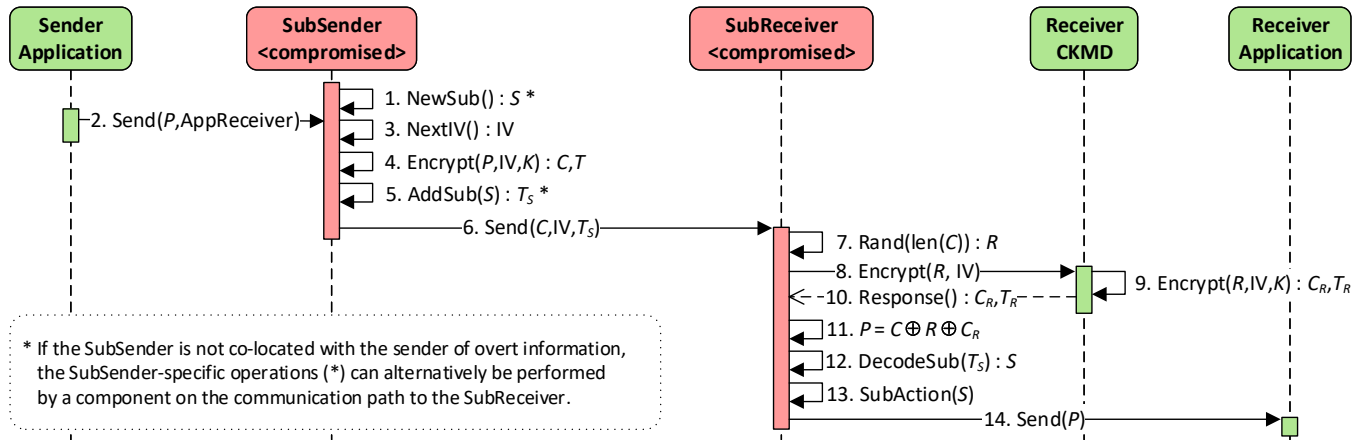 Sender
Application
SubSender
<compromised>
SubReceiver
<compromised>
Receiver
CKMD
Receiver
Application
1. NewSub() : S *
2. Send(P,AppReceiver)
3. NextIV() : IV
4. Encrypt(P,IV,K) : C,T
5. AddSub(S) : T_S *
6. Send(C,IV,T_S)
7. Rand(len(C)) : R
8. Encrypt(R, IV)
9. Encrypt(R,IV,K) : C_R,T_R
10. Response() : C_R,T_R
11. P = C ⊕ R ⊕ C_R
12. DecodeSub(T_S) : S
13. SubAction(S)
14. Send(P)
* If the SubSender is not co-located with the sender of overt information,
the SubSender-specific operations (*) can alternatively be performed
by a component on the communication path to the SubReceiver.